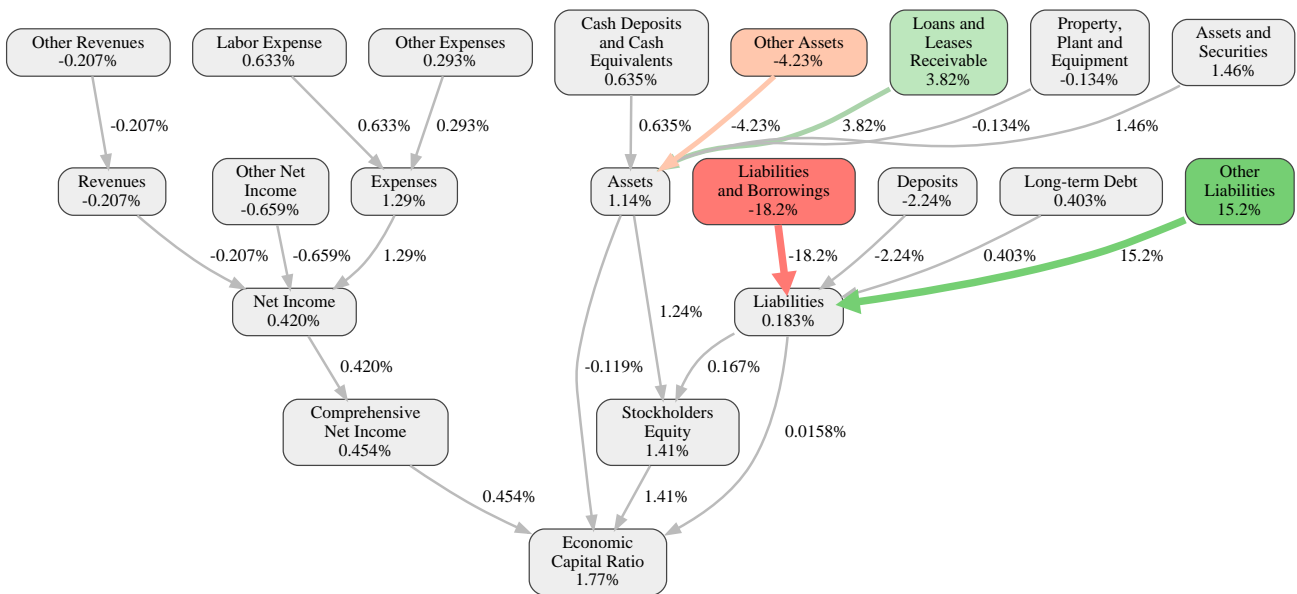 Other Revenues
-0.207%
Labor Expense
0.633%
Other Expenses
0.293%
Cash Deposits
and Cash
Equivalents
0.635%
Other Assets
-4.23%
Loans and
Leases
Receivable
3.82%
Property,
Plant and
Equipment
-0.134%
Assets and
Securities
1.46%
-0.207%
0.633%
0.293%
0.635%
-4.23%
3.82%
-0.134%
1.46%
Revenues
-0.207%
Other Net
Income
-0.659%
Expenses
1.29%
Assets
1.14%
Liabilities
and Borrowings
-18.2%
Deposits
-2.24%
Long-term Debt
0.403%
Other
Liabilities
15.2%
-0.207%
-0.659%
1.29%
-18.2%
-2.24%
0.403%
15.2%
Net Income
0.420%
1.24%
Liabilities
0.183%
0.420%
-0.119%
0.167%
Comprehensive
Net Income
0.454%
Stockholders
Equity
1.41%
0.0158%
0.454%
1.41%
Economic
Capital Ratio
1.77%